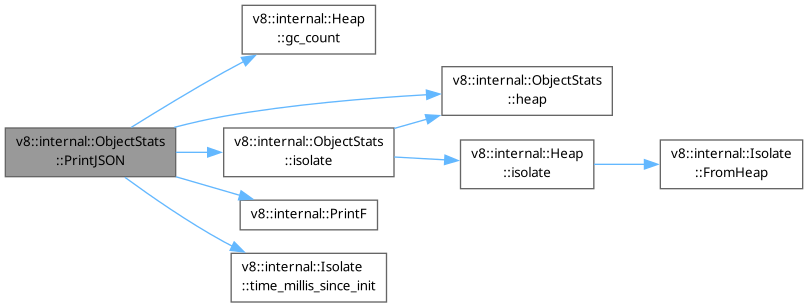 v8::internal::ObjectStats
::PrintJSON
v8::internal::Heap
::gc_count
v8::internal::ObjectStats
::heap
v8::internal::ObjectStats
::isolate
v8::internal::Heap
::isolate
v8::internal::Isolate
::FromHeap
v8::internal::PrintF
v8::internal::Isolate
::time_millis_since_init